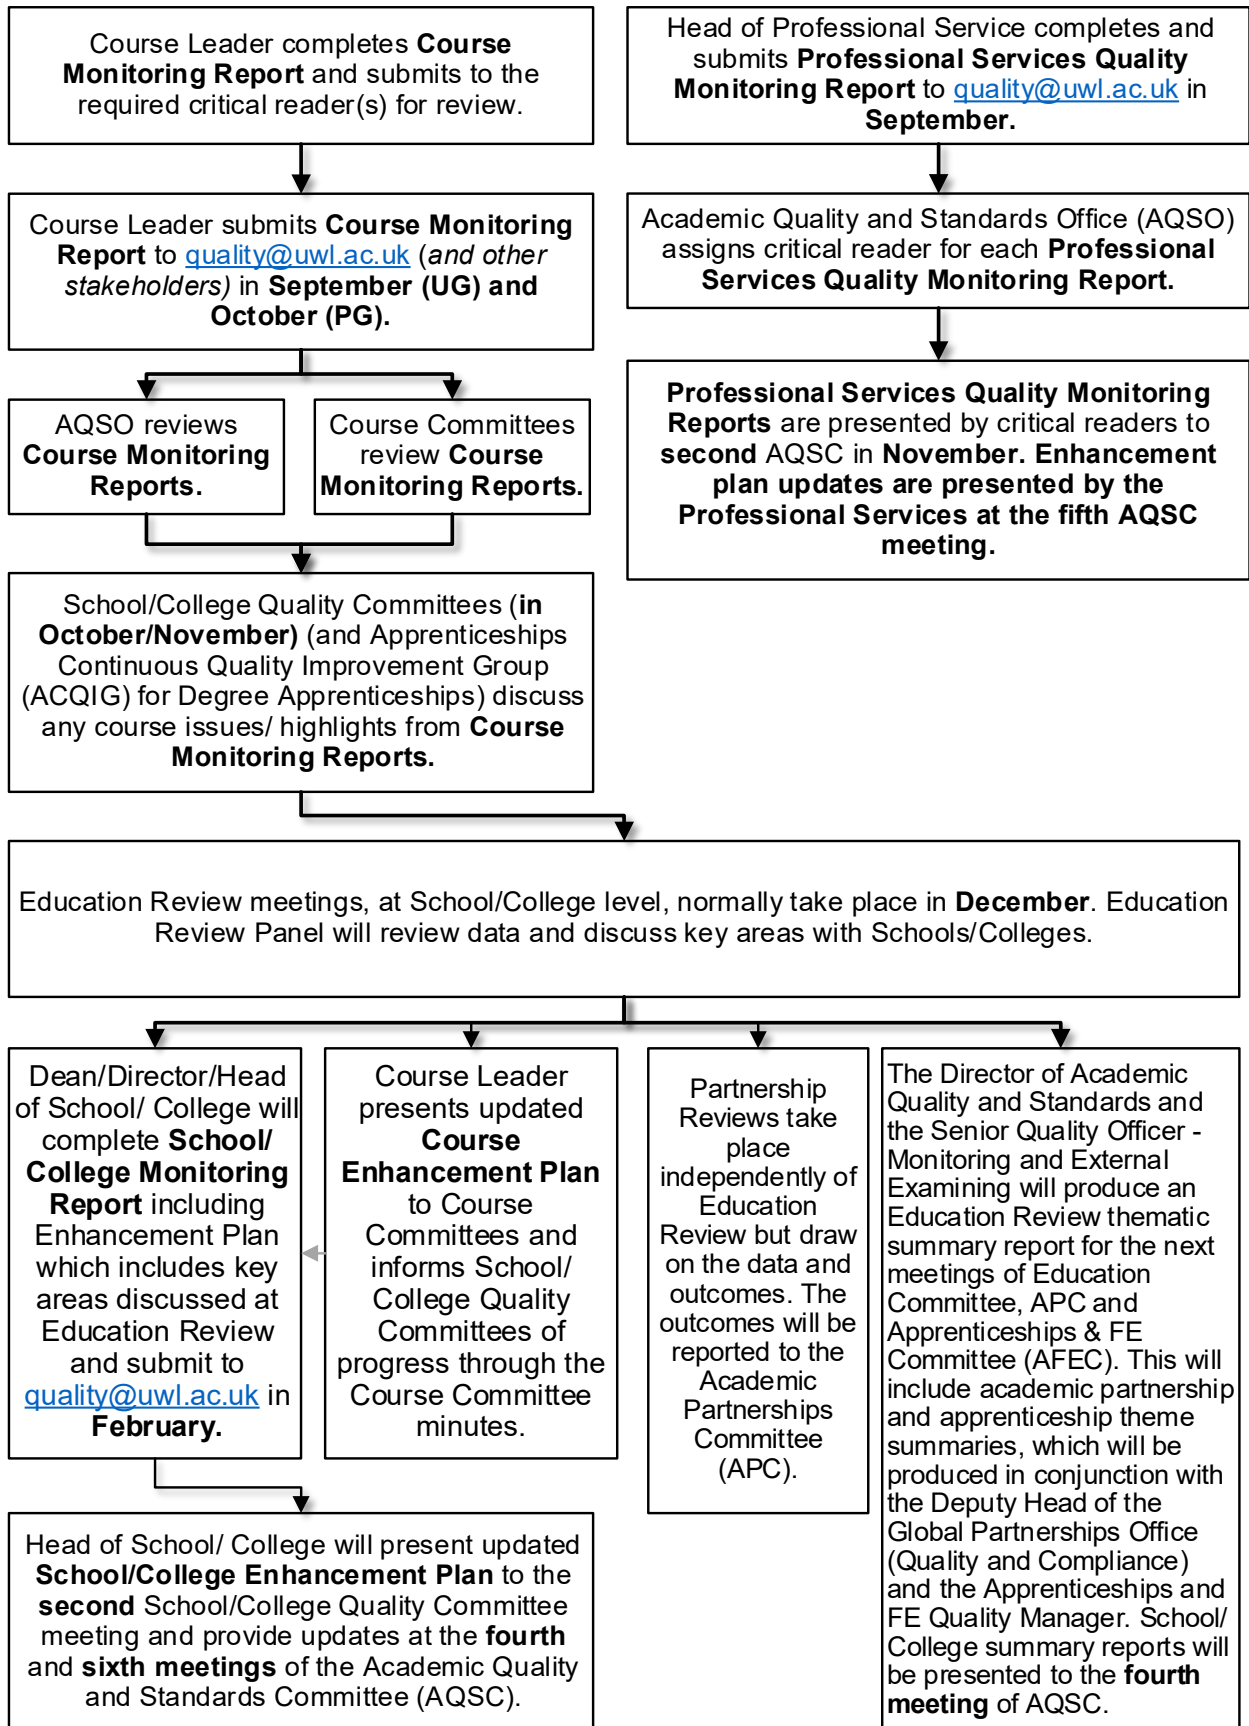 Course Leader completes Course
Monitoring Report and submits to the
required critical reader(s) for review.
Head of Professional Service completes and
submits Professional Services Quality
Monitoring Report to quality@uwl.ac.uk in
September.
Course Leader submits Course Monitoring
Report to quality@uwl.ac.uk (and other
stakeholders) in September (UG) and
October (PG).
Academic Quality and Standards Office (AQSO)
assigns critical reader for each Professional
Services Quality Monitoring Report.
AQSO reviews
Course Monitoring
Reports.
Course Committees
review Course
Monitoring Reports.
Professional Services Quality Monitoring
Reports are presented by critical readers to
second AQSC in November. Enhancement
plan updates are presented by the
Professional Services at the fifth AQSC
meeting.
School/College Quality Committees (in
October/November) (and Apprenticeships
Continuous Quality Improvement Group
(ACQIG) for Degree Apprenticeships) discuss
any course issues/ highlights from Course
Monitoring Reports.
Education Review meetings, at School/College level, normally take place in December. Education
Review Panel will review data and discuss key areas with Schools/Colleges.
Dean/Director/Head
of School/ College will
complete School/
College Monitoring
Report including
Enhancement Plan
which includes key
areas discussed at
Education Review
and submit to
quality@uwl.ac.uk in
February.
Course Leader
presents updated
Course
Enhancement Plan
to Course
Committees and
informs School/
College Quality
Committees of
progress through the
Course Committee
minutes.
Partnership
Reviews take
place
independently of
Education
Review but draw
on the data and
outcomes. The
outcomes will be
reported to the
Academic
Partnerships
Committee
(APC).
The Director of Academic
Quality and Standards and
the Senior Quality Officer -
Monitoring and External
Examining will produce an
Education Review thematic
summary report for the next
meetings of Education
Committee, APC and
Apprenticeships & FE
Committee (AFEC). This will
include academic partnership
and apprenticeship theme
summaries, which will be
produced in conjunction with
the Deputy Head of the
Global Partnerships Office
(Quality and Compliance)
and the Apprenticeships and
FE Quality Manager. School/
College summary reports will
be presented to the fourth
meeting of AQSC.
Head of School/ College will present updated
School/College Enhancement Plan to the
second School/College Quality Committee
meeting and provide updates at the fourth
and sixth meetings of the Academic Quality
and Standards Committee (AQSC).